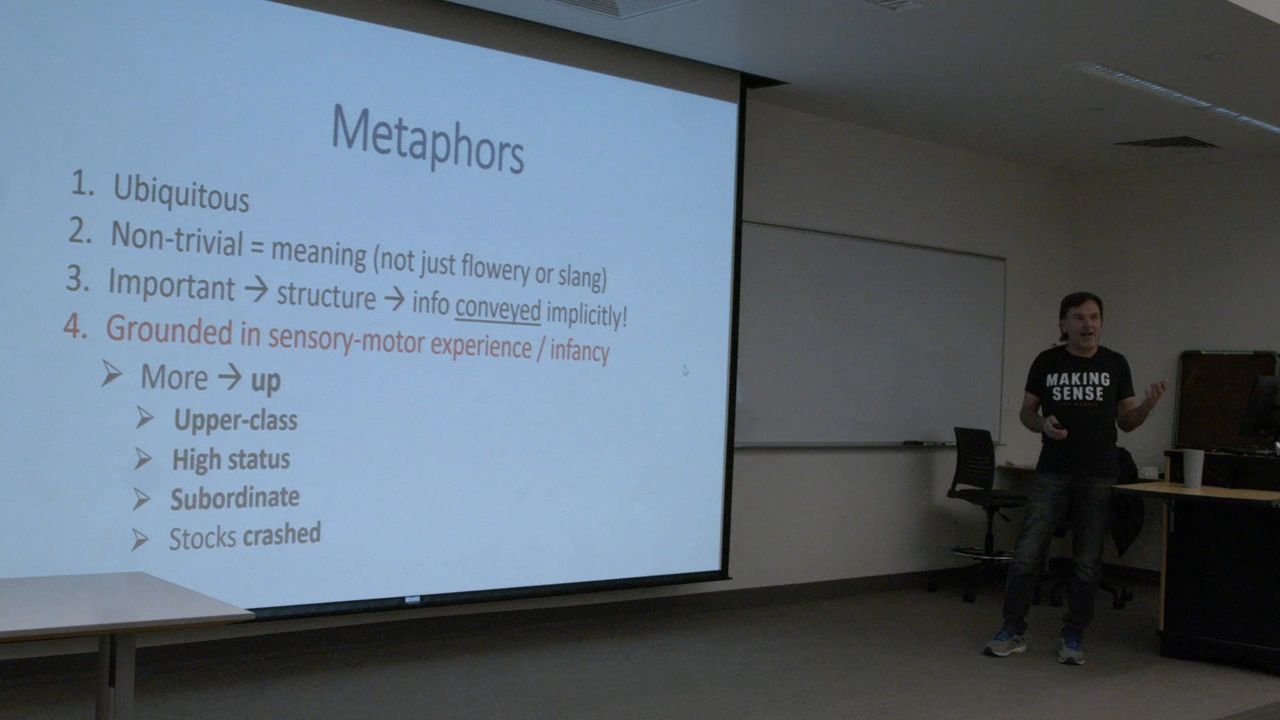 Metaphors
1. Ubiquitous
2. Non-trivial = meaning (not just flowery or slang)
3. Important → structure → info conveyed implicitly!
4. Grounded in sensory-motor experience / infancy
➢ More → up
➢ Upper-class
➢ High status
➢ Subordinate
➢ Stocks crashed
MAKING
SENSE